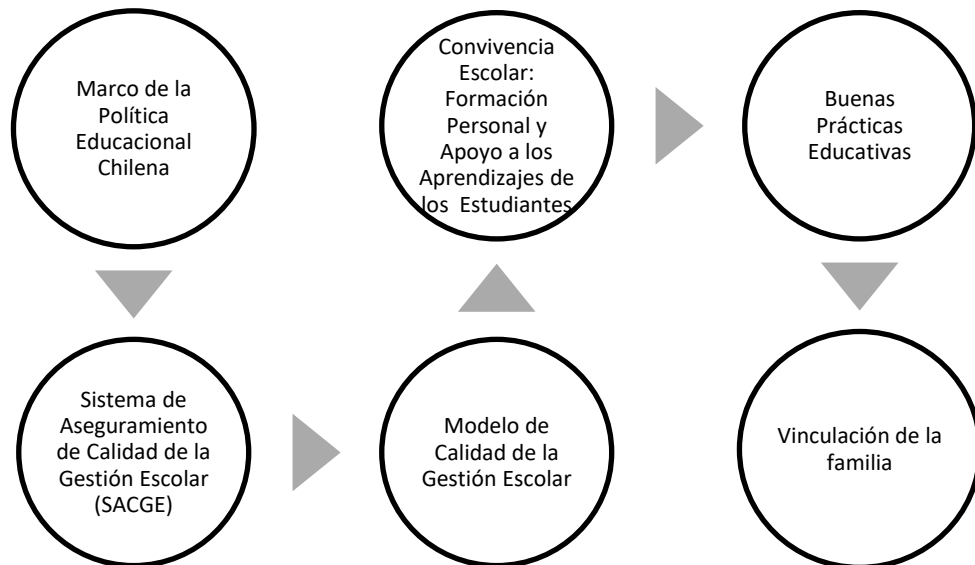 Marco de la
Política
Educacional
Chilena
Sistema de
Aseguramiento
de Calidad de la
Gestión Escolar
(SACGE)
Modelo de
Calidad de la
Gestión Escolar
Convivencia
Escolar:
Formación
Personal y
Apoyo a los
Aprendizajes de
los Estudiantes
Buenas
Prácticas
Educativas
Vinculación de la
familia